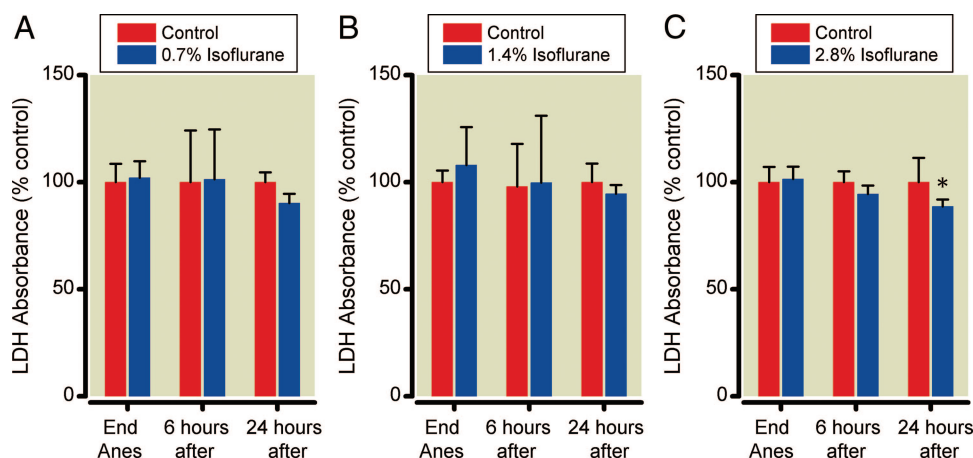 A
Control
0.7% Isoflurane
LDH Absorbance (% control)
150
100
50
0
End
Anes
6 hours
after
24 hours
after
B
Control
1.4% Isoflurane
LDH Absorbance (% control)
150
100
50
0
End
Anes
6 hours
after
24 hours
after
C
Control
2.8% Isoflurane
LDH Absorbance (% control)
150
100
50
0
*
End
Anes
6 hours
after
24 hours
after